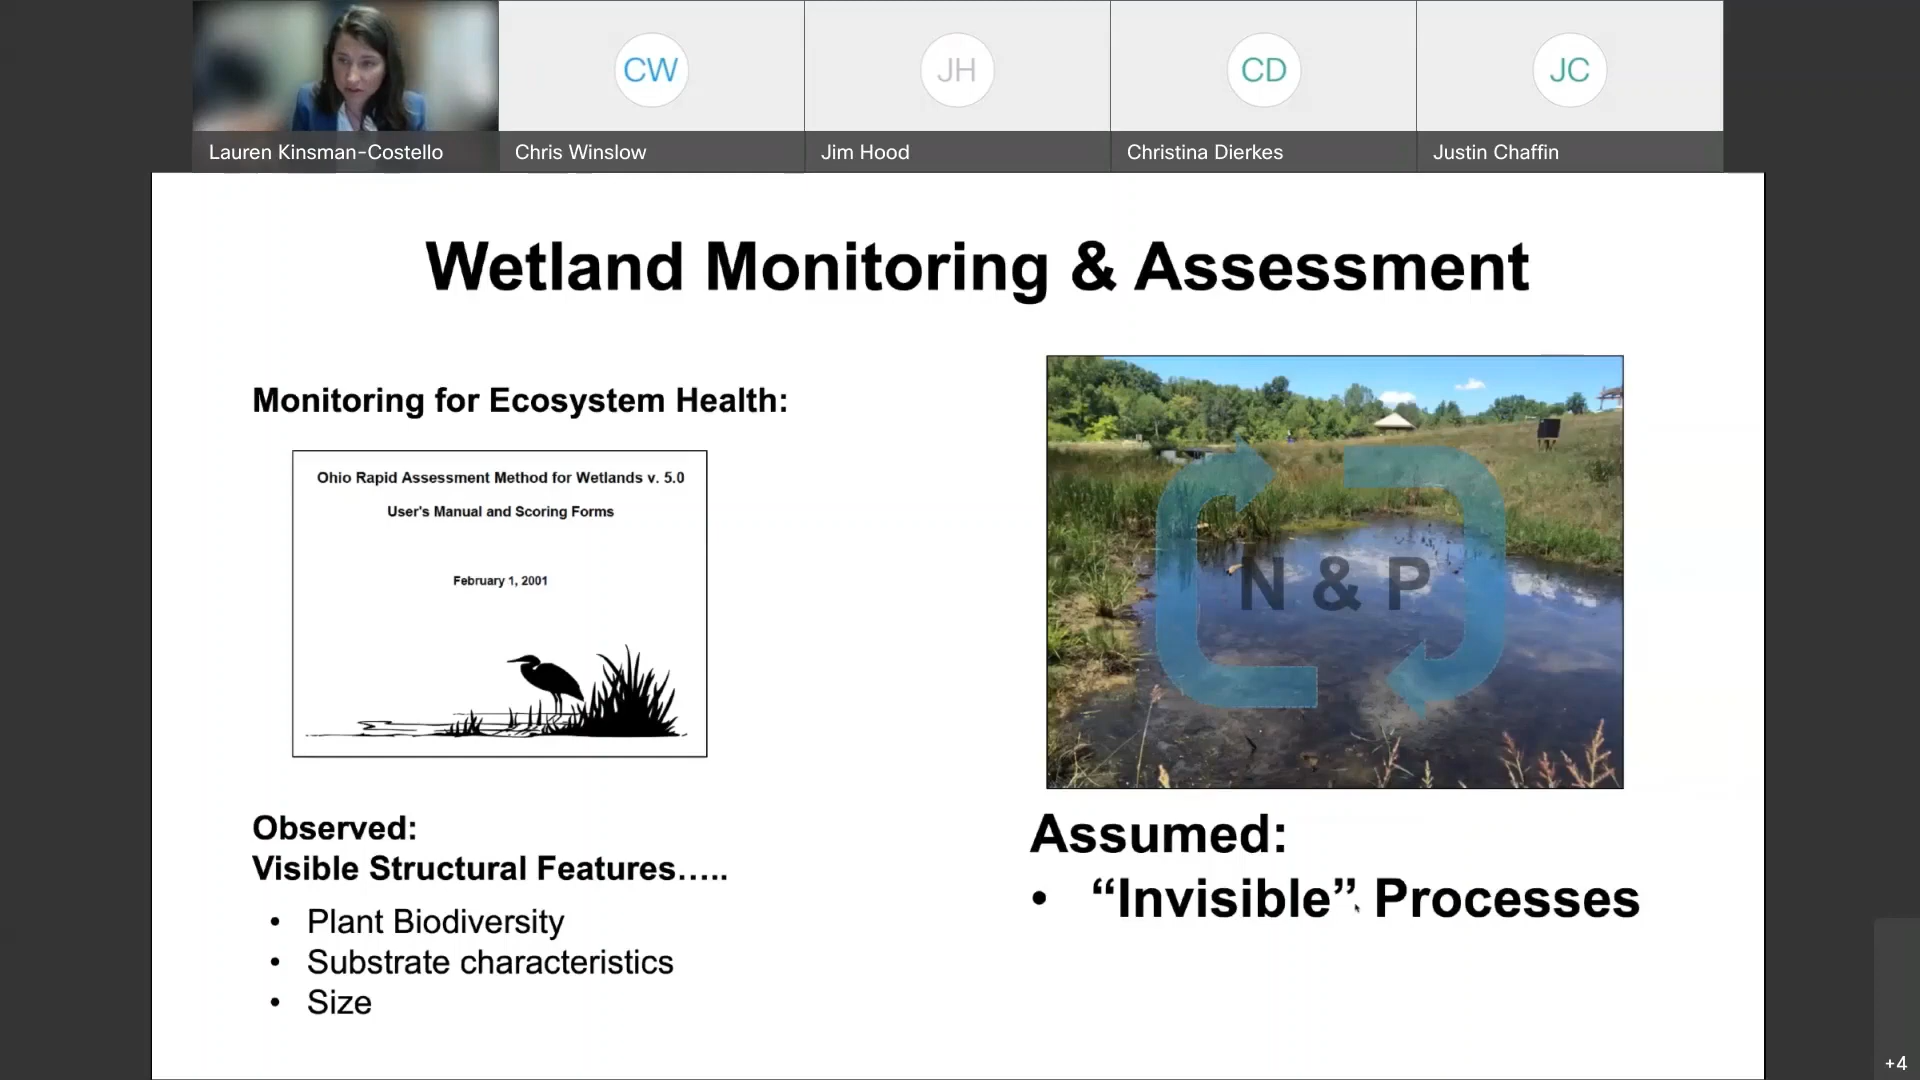 CW
JH
CD
JC
Lauren Kinsman-Costello
Chris Winslow
Jim Hood
Christina Dierkes
Justin Chaffin
Wetland Monitoring & Assessment
Monitoring for Ecosystem Health:
Ohio Rapid Assessment Method for Wetlands v. 5.0
User's Manual and Scoring Forms
February 1, 2001
Observed:
Visible Structural Features…..
• Plant Biodiversity
• Substrate characteristics
• Size
N & P
Assumed:
• “Invisible” Processes
+4